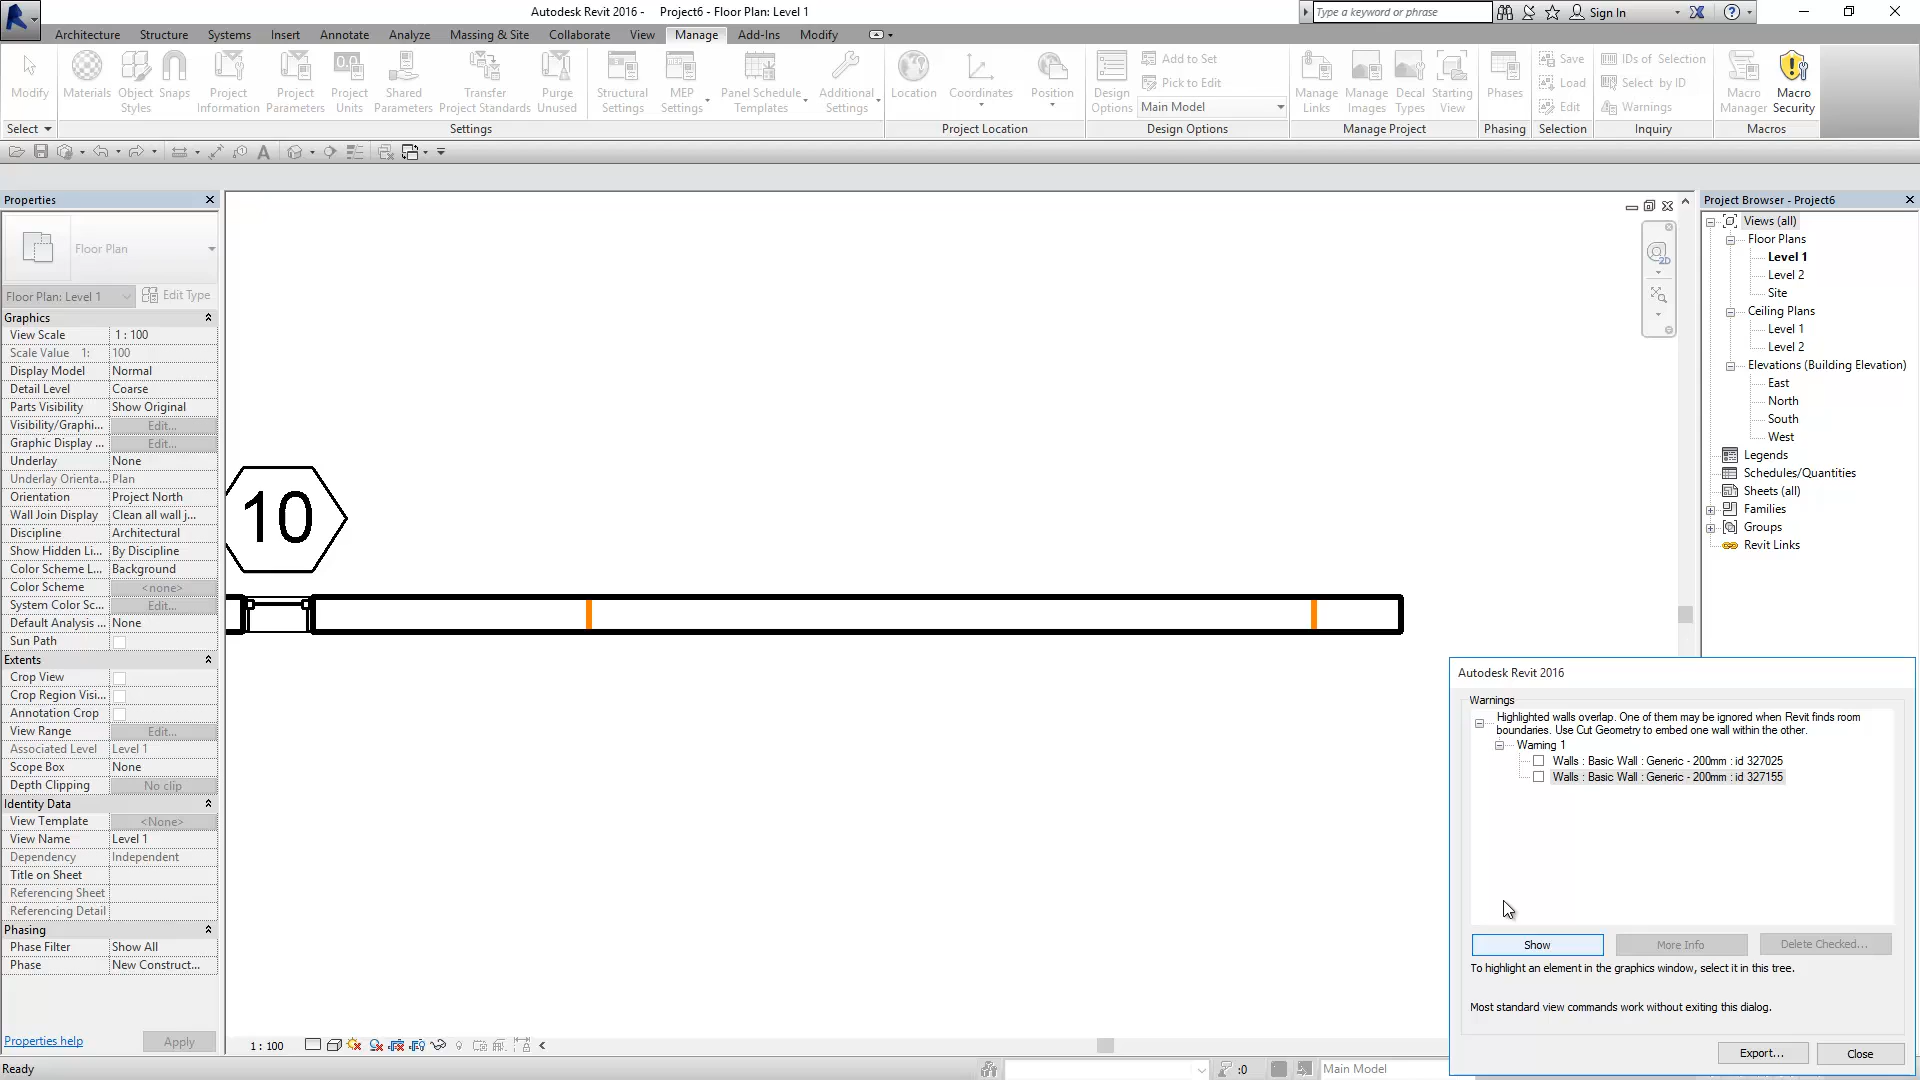 Autodesk Revit 2016 -     Project6 - Floor Plan: Level 1
Type a keyword or phrase
Sign In
Architecture Structure Systems Insert Annotate Analyze Massing & Site Collaborate View Manage Add-Ins Modify
Modify
Materials
Object Styles
Snaps
Project Information
Project Parameters
Project Units
Shared Parameters
Transfer Project Standards
Purge Unused
Structural Settings
MEP Settings
Panel Schedule Templates
Additional Settings
Location
Coordinates
Position
Design Options
Add to Set
Pick to Edit
Main Model
Manage Links
Manage Images
Decal Types
Starting View
Phases
Save
Load
Edit
IDs of Selection
Select by ID
Warnings
Macro Manager
Macro Security
Select
Settings
Project Location
Design Options
Manage Project
Phasing
Selection
Inquiry
Macros
Properties
Floor Plan
Floor Plan: Level 1
Edit Type
Graphics
View Scale 1 : 100
Scale Value 1: 100
Display Model Normal
Detail Level Coarse
Parts Visibility Show Original
Visibility/Graphi... Edit...
Graphic Display ... Edit...
Underlay None
Underlay Orienta... Plan
Orientation Project North
Wall Join Display Clean all wall j...
Discipline Architectural
Show Hidden Li... By Discipline
Color Scheme L... Background
Color Scheme <none>
System Color Sc... Edit...
Default Analysis ... None
Sun Path
Extents
Crop View
Crop Region Visi...
Annotation Crop
View Range Edit...
Associated Level Level 1
Scope Box None
Depth Clipping No clip
Identity Data
View Template <None>
View Name Level 1
Dependency Independent
Title on Sheet
Referencing Sheet
Referencing Detail
Phasing
Phase Filter Show All
Phase New Construct...
Properties help
Apply
10
2D
Project Browser - Project6
Views (all)
Floor Plans
Level 1
Level 2
Site
Ceiling Plans
Level 1
Level 2
Elevations (Building Elevation)
East
North
South
West
Legends
Schedules/Quantities
Sheets (all)
Families
Groups
Revit Links
Autodesk Revit 2016
Warnings
Highlighted walls overlap. One of them may be ignored when Revit finds room
boundaries. Use Cut Geometry to embed one wall within the other.
Warning 1
Walls : Basic Wall : Generic - 200mm : id 327025
Walls : Basic Wall : Generic - 200mm : id 327155
Show
More Info
Delete Checked...
To highlight an element in the graphics window, select it in this tree.
Most standard view commands work without exiting this dialog.
Export...
Close
1 : 100
Ready
:0
Main Model